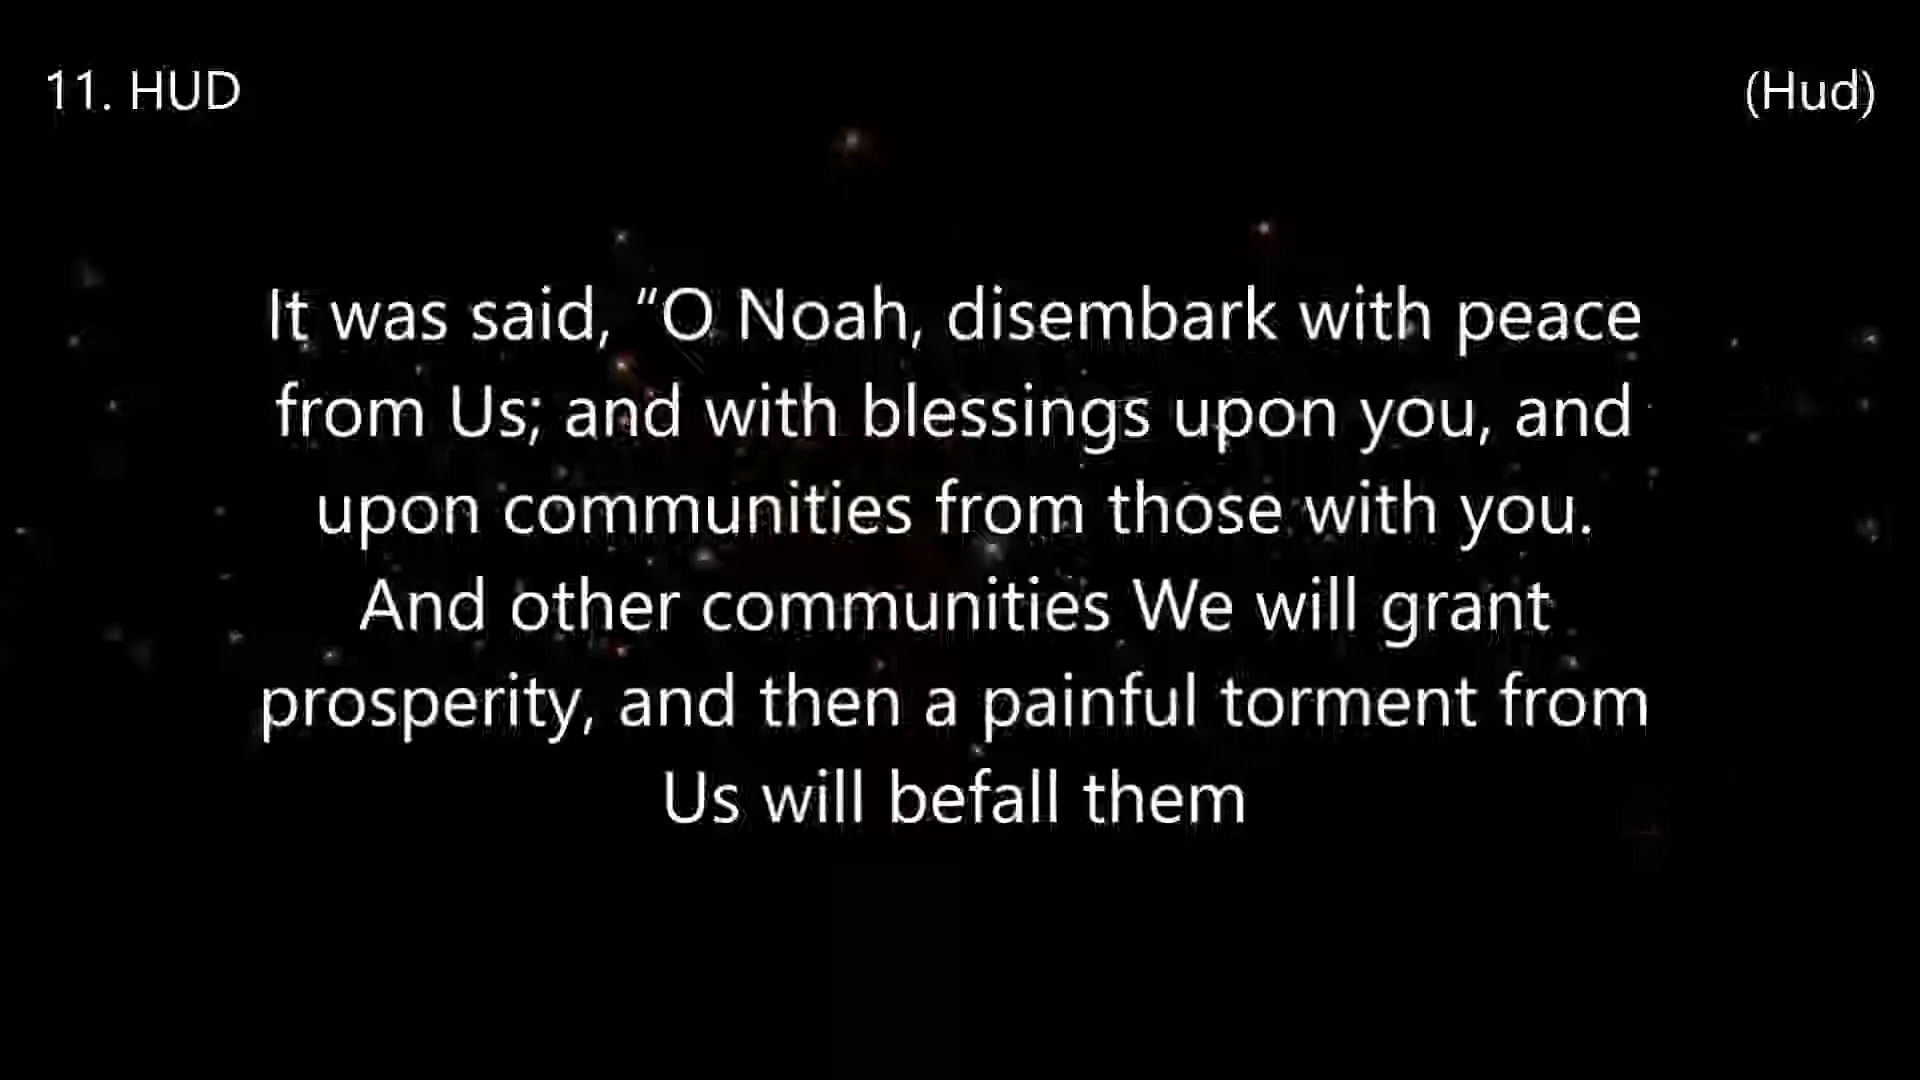 11. HUD
(Hud)
It was said, “O Noah, disembark with peace
from Us; and with blessings upon you, and
upon communities from those with you.
And other communities We will grant
prosperity, and then a painful torment from
Us will befall them